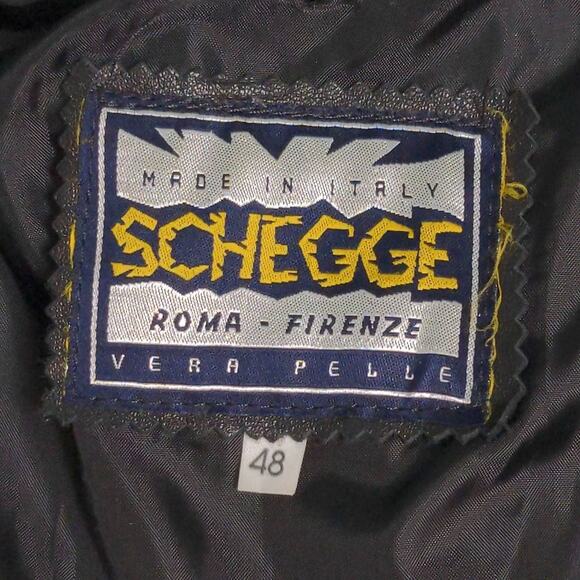 MADE IN ITALY
SCHEGGE
ROMA - FIRENZE
VERA PELLE
48